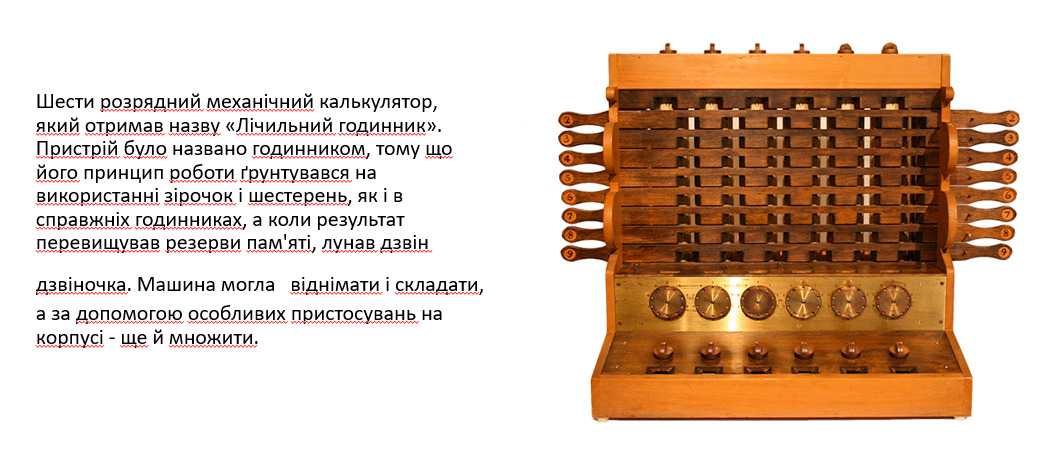 Шести розрядний механічний калькулятор,
який отримав назву «Лічильний годинник».
Пристрій було названо годинником, тому що
його принцип роботи ґрунтувався на
використанні зірочок і шестерень, як і в
справжніх годинниках, а коли результат
перевищував резерви пам'яті, лунав дзвін
дзвіночка. Машина могла віднімати і складати,
а за допомогою особливих пристосувань на
корпусі - ще й множити.
2 2
3 3
4 4
5 5
6 6
7 7
8 8
9 9